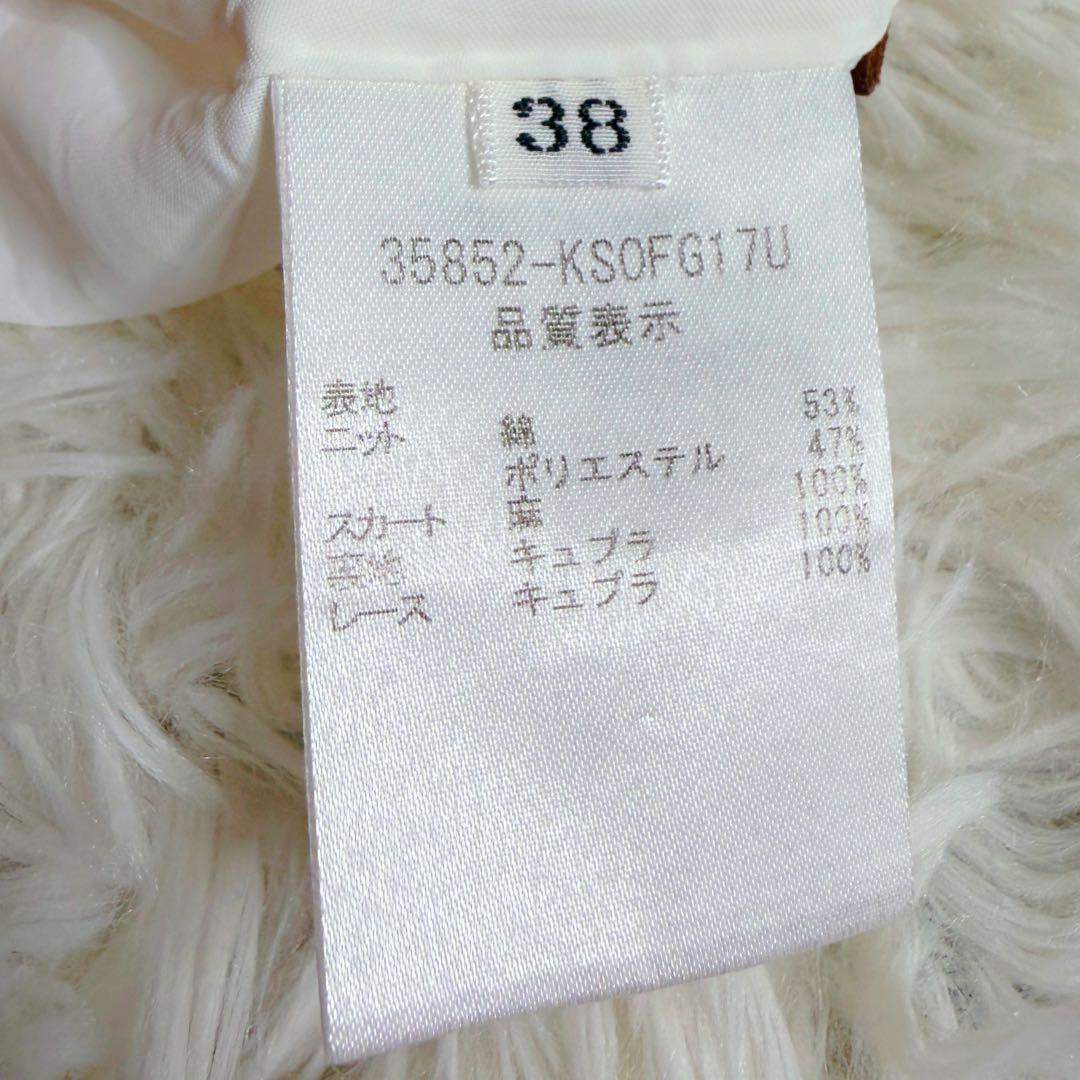 38
35852-KSOFG17U
品質表示
表地
ニット 綿 53%
ポリエステル 47%
スカート 麻 100%
裏地 キュプラ 100%
レース キュプラ 100%